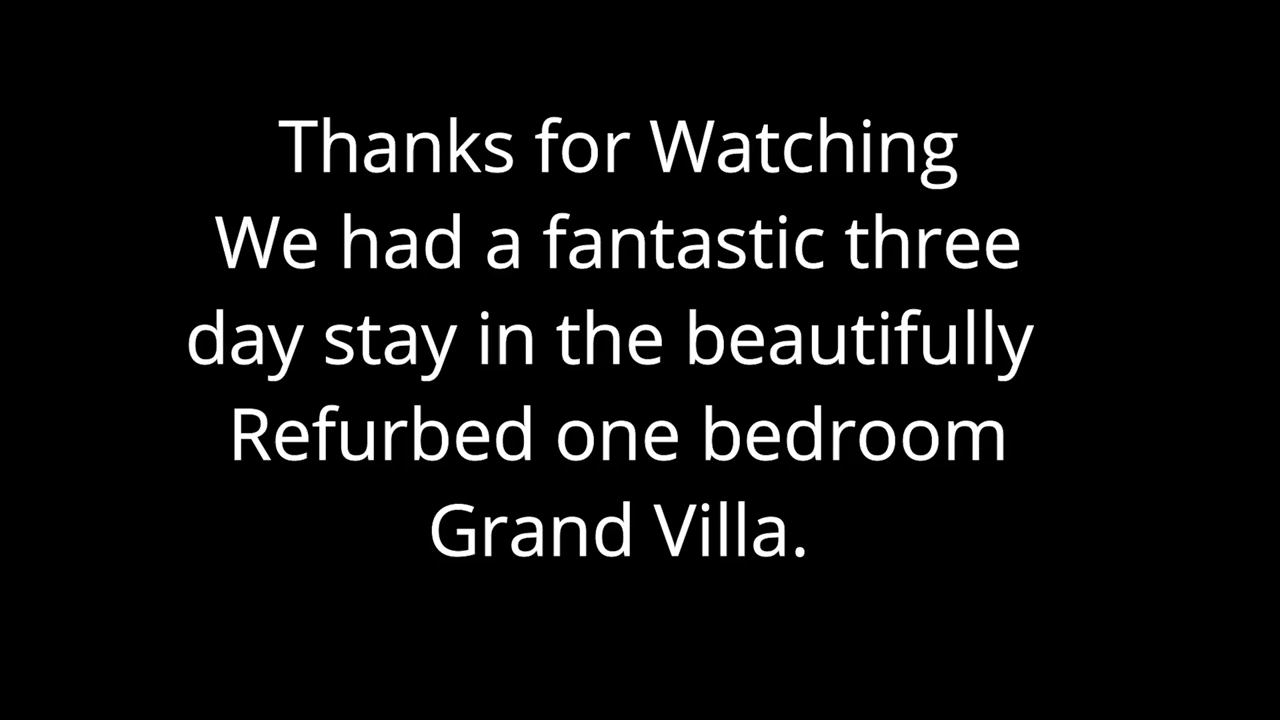 Thanks for Watching
We had a fantastic three
day stay in the beautifully
Refurbed one bedroom
Grand Villa.